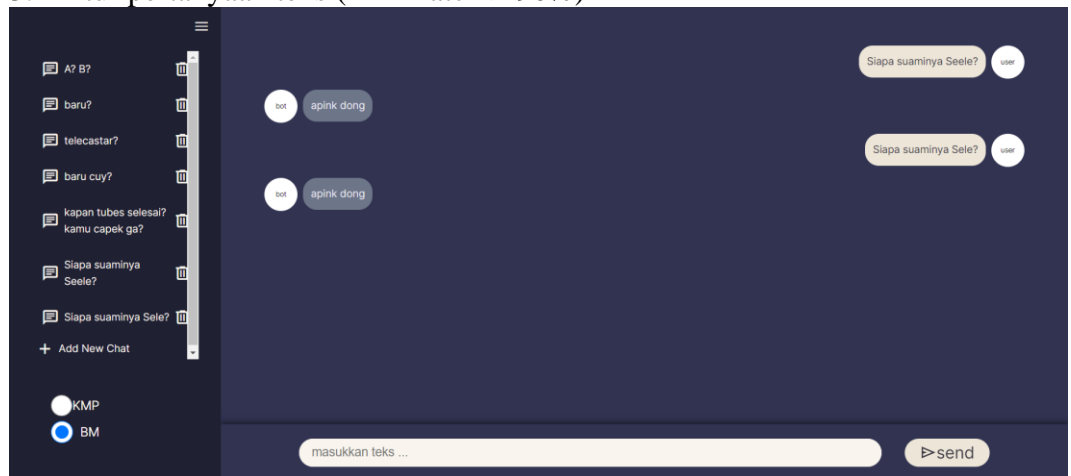 A? B?
baru?
telecastar?
baru cuy?
kapan tubes selesai?
kamu capek ga?
Siapa suaminya
Seele?
Siapa suaminya Sele?
+ Add New Chat
KMP
BM
Siapa suaminya Seele?
user
bot
apink dong
Siapa suaminya Sele?
user
bot
apink dong
masukkan teks ...
send